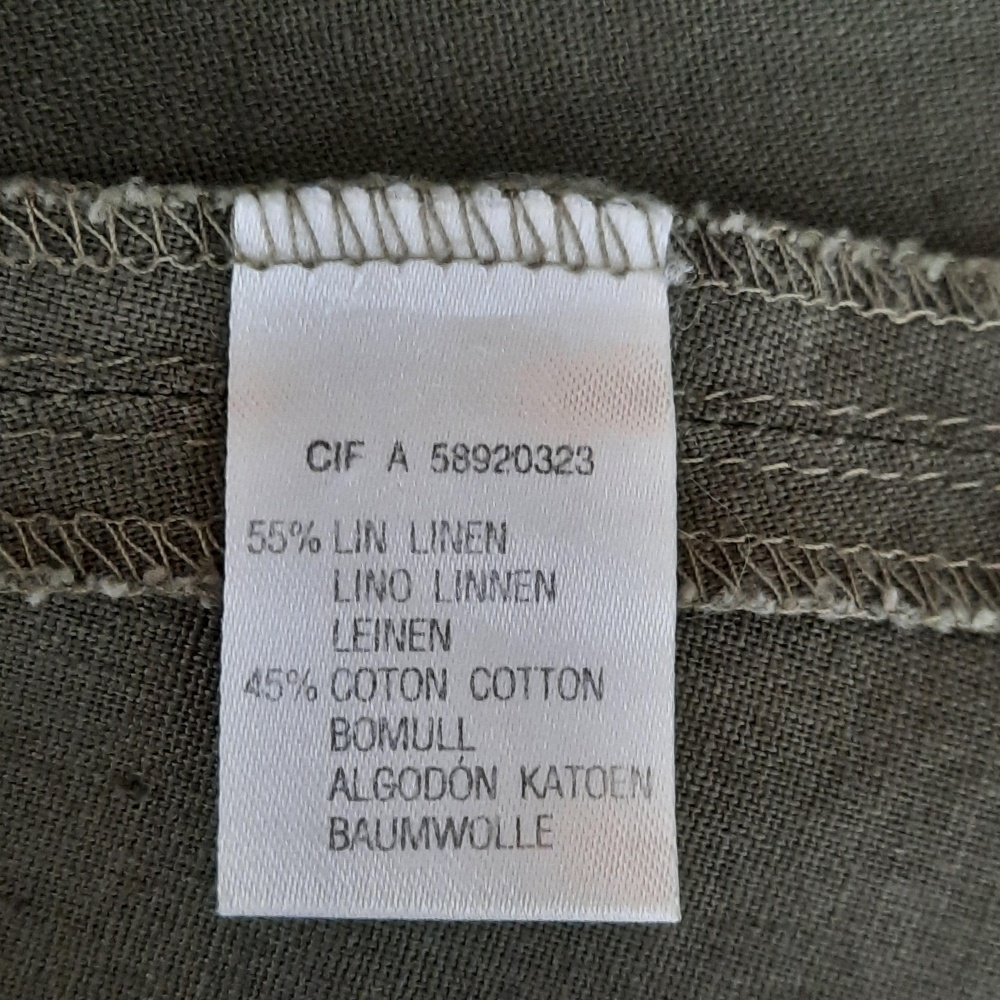 CIF A 58920323
55% LIN LINEN
LINO LINNEN
LEINEN
45% COTON COTTON
BOMULL
ALGODÓN KATOEN
BAUMWOLLE